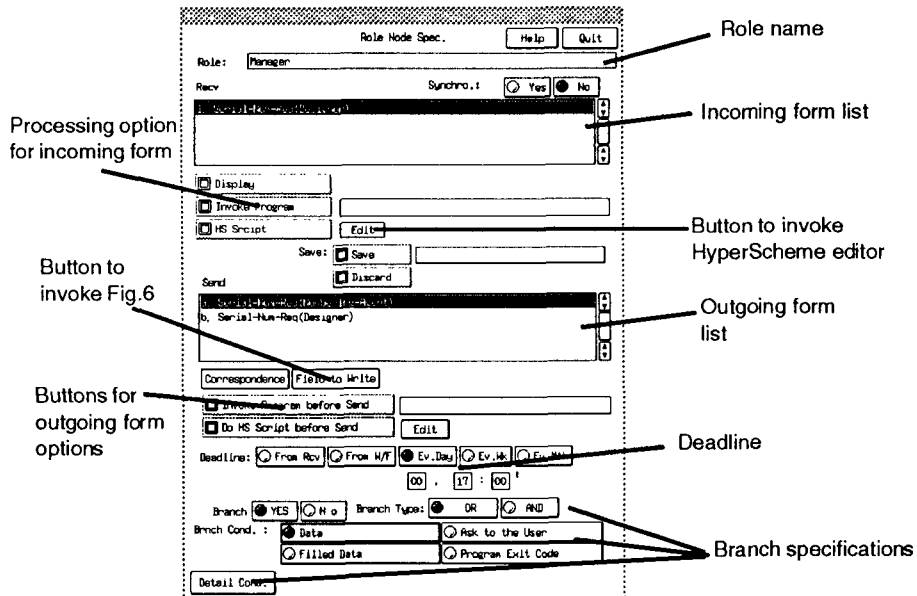 Role Node Spec. Help Quit
Role name
Role: Manager
Recv Synchro.: Yes No
Incoming form list
Processing option
for incoming form
Display
Invoke Program
HS Srcipt Edit
Button to invoke
HyperScheme editor
Save: Save
Discard
Button to
invoke Fig.6
Send
b, Serial-Num-Req(Designer)
Outgoing form
list
Correspondence Field to Write
Buttons for
outgoing form
options
Invoke Program before Send
Do HS Script before Send Edit
Deadline
Deadline: From Rcv From W/F Ev.Day Ev.Wk
00 . 17 : 00 '
Branch YES No Branch Type: OR AND
Brnch Cond. : Data Ask to the User
Filled Data Program Exit Code
Branch specifications
Detail Cond.